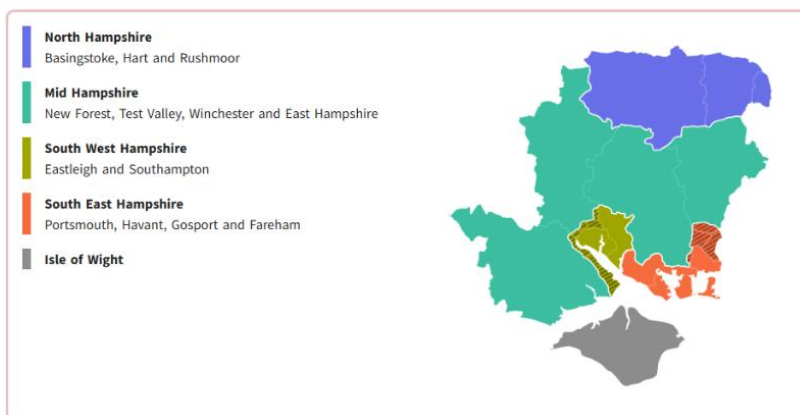 North Hampshire
Basingstoke, Hart and Rushmoor
Mid Hampshire
New Forest, Test Valley, Winchester and East Hampshire
South West Hampshire
Eastleigh and Southampton
South East Hampshire
Portsmouth, Havant, Gosport and Fareham
Isle of Wight